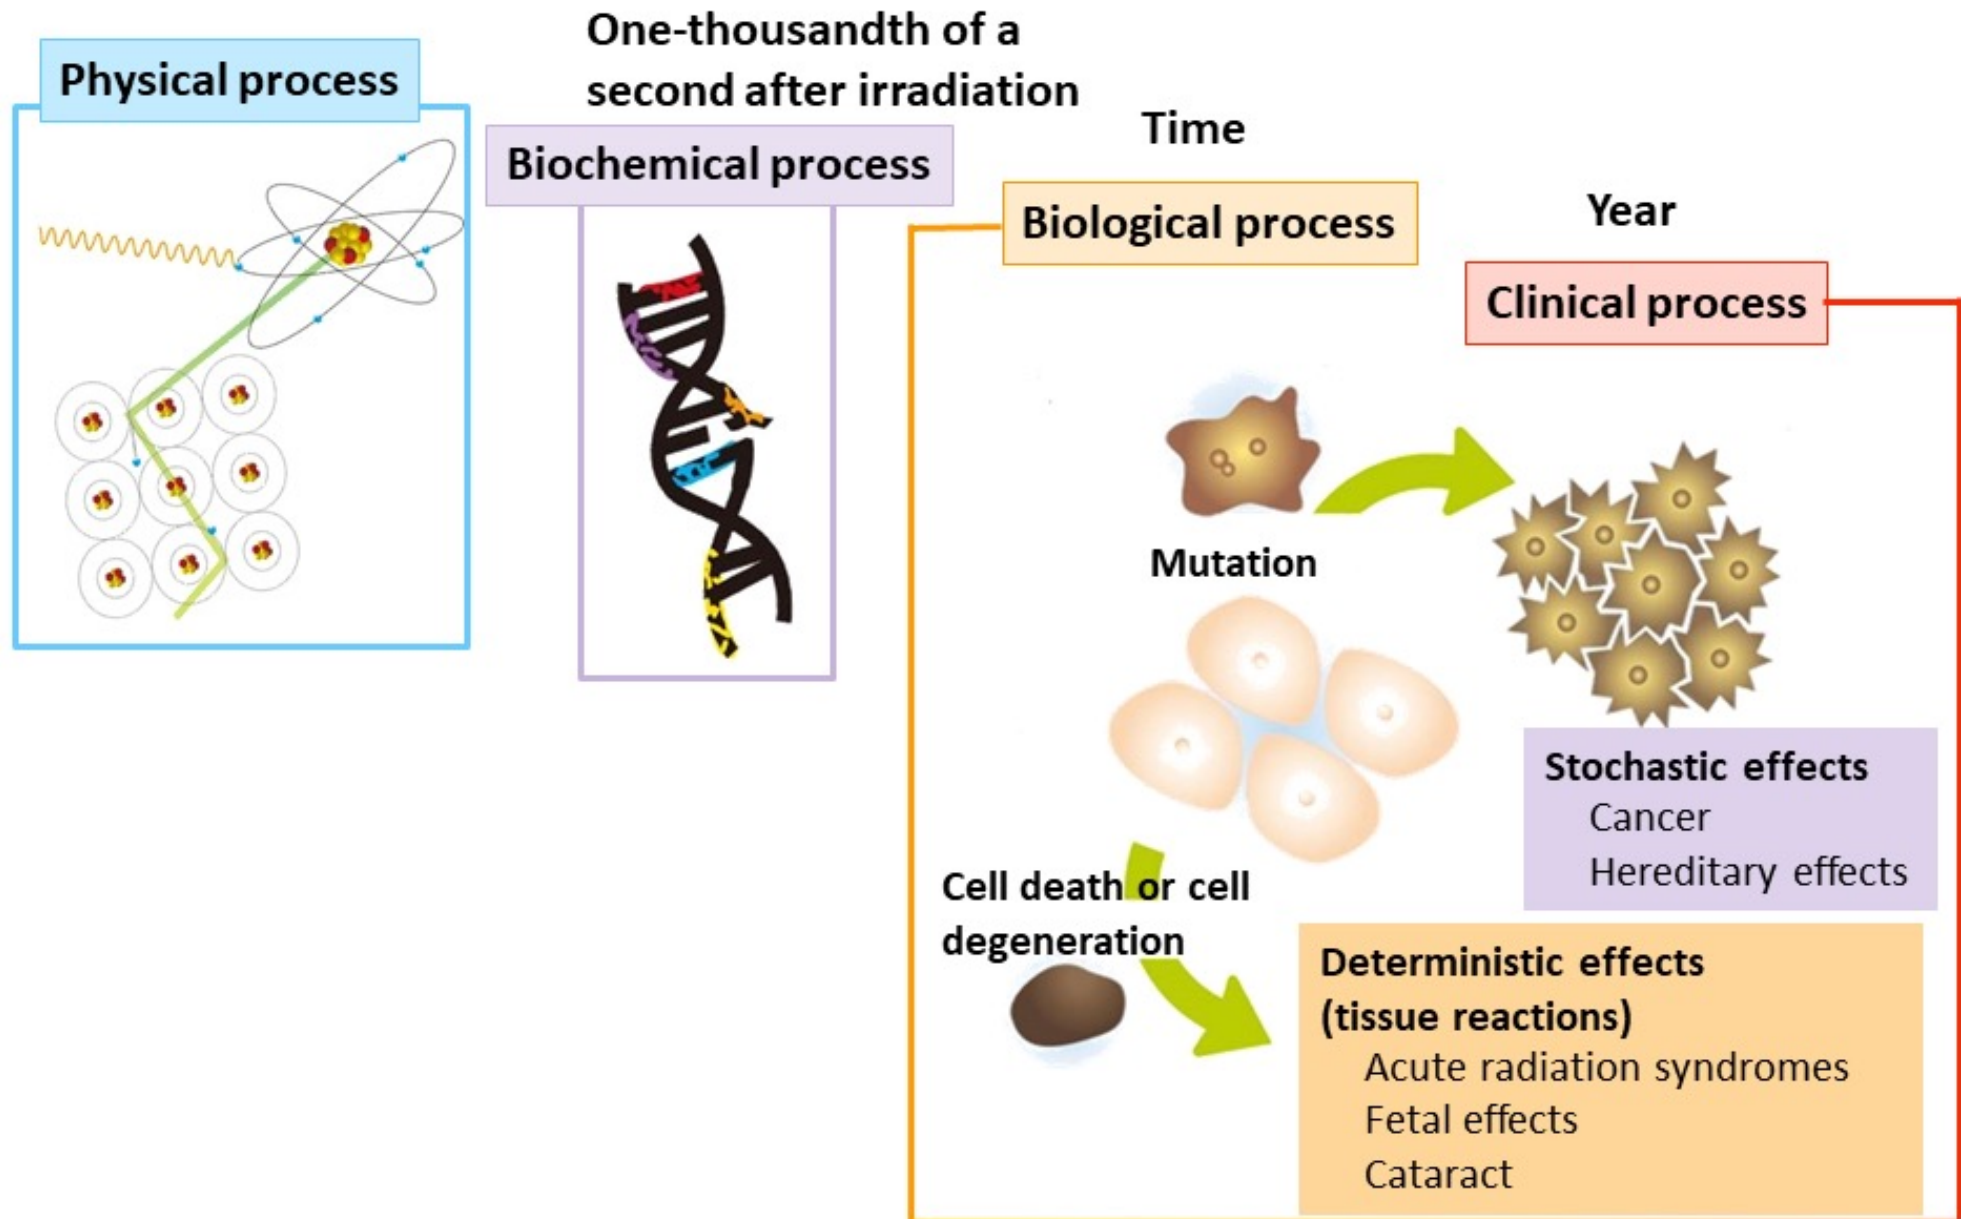 Physical process
One-thousandth of a
second after irradiation
Biochemical process
Time
Biological process
Year
Clinical process
Mutation
Cell death or cell
degeneration
Stochastic effects
Cancer
Hereditary effects
Deterministic effects
(tissue reactions)
Acute radiation syndromes
Fetal effects
Cataract